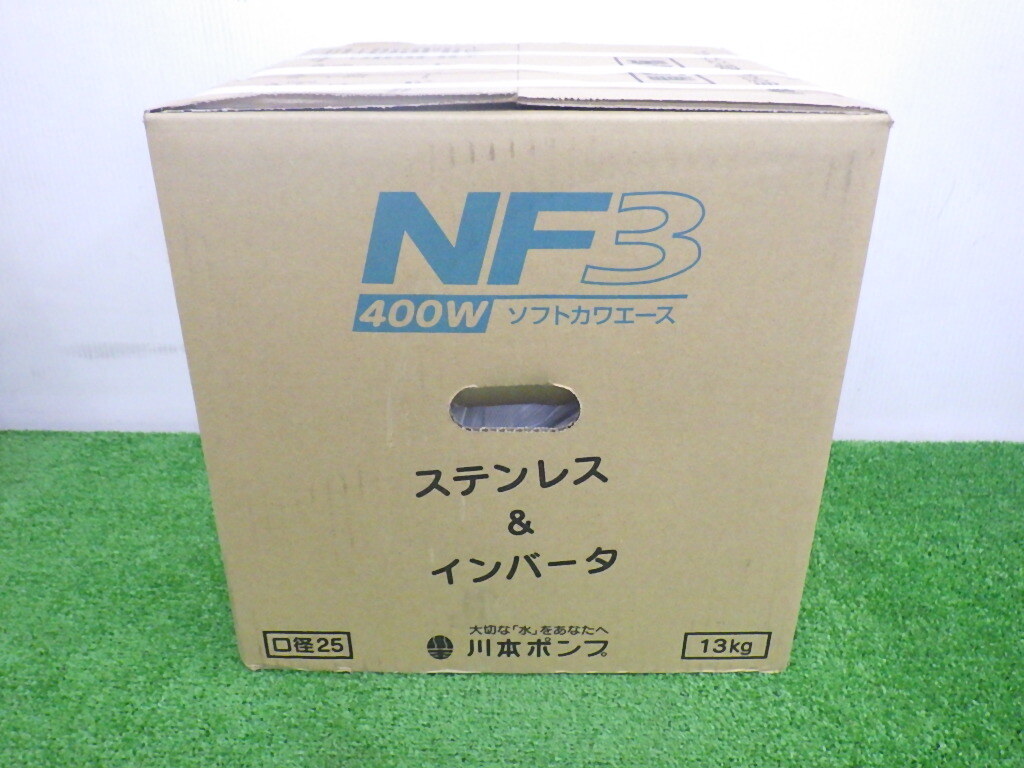 NF3
400W ソフトカワエース
ステンレス
&
インバータ
大切な「水」をあなたへ
口径25 川本ポンプ 13kg